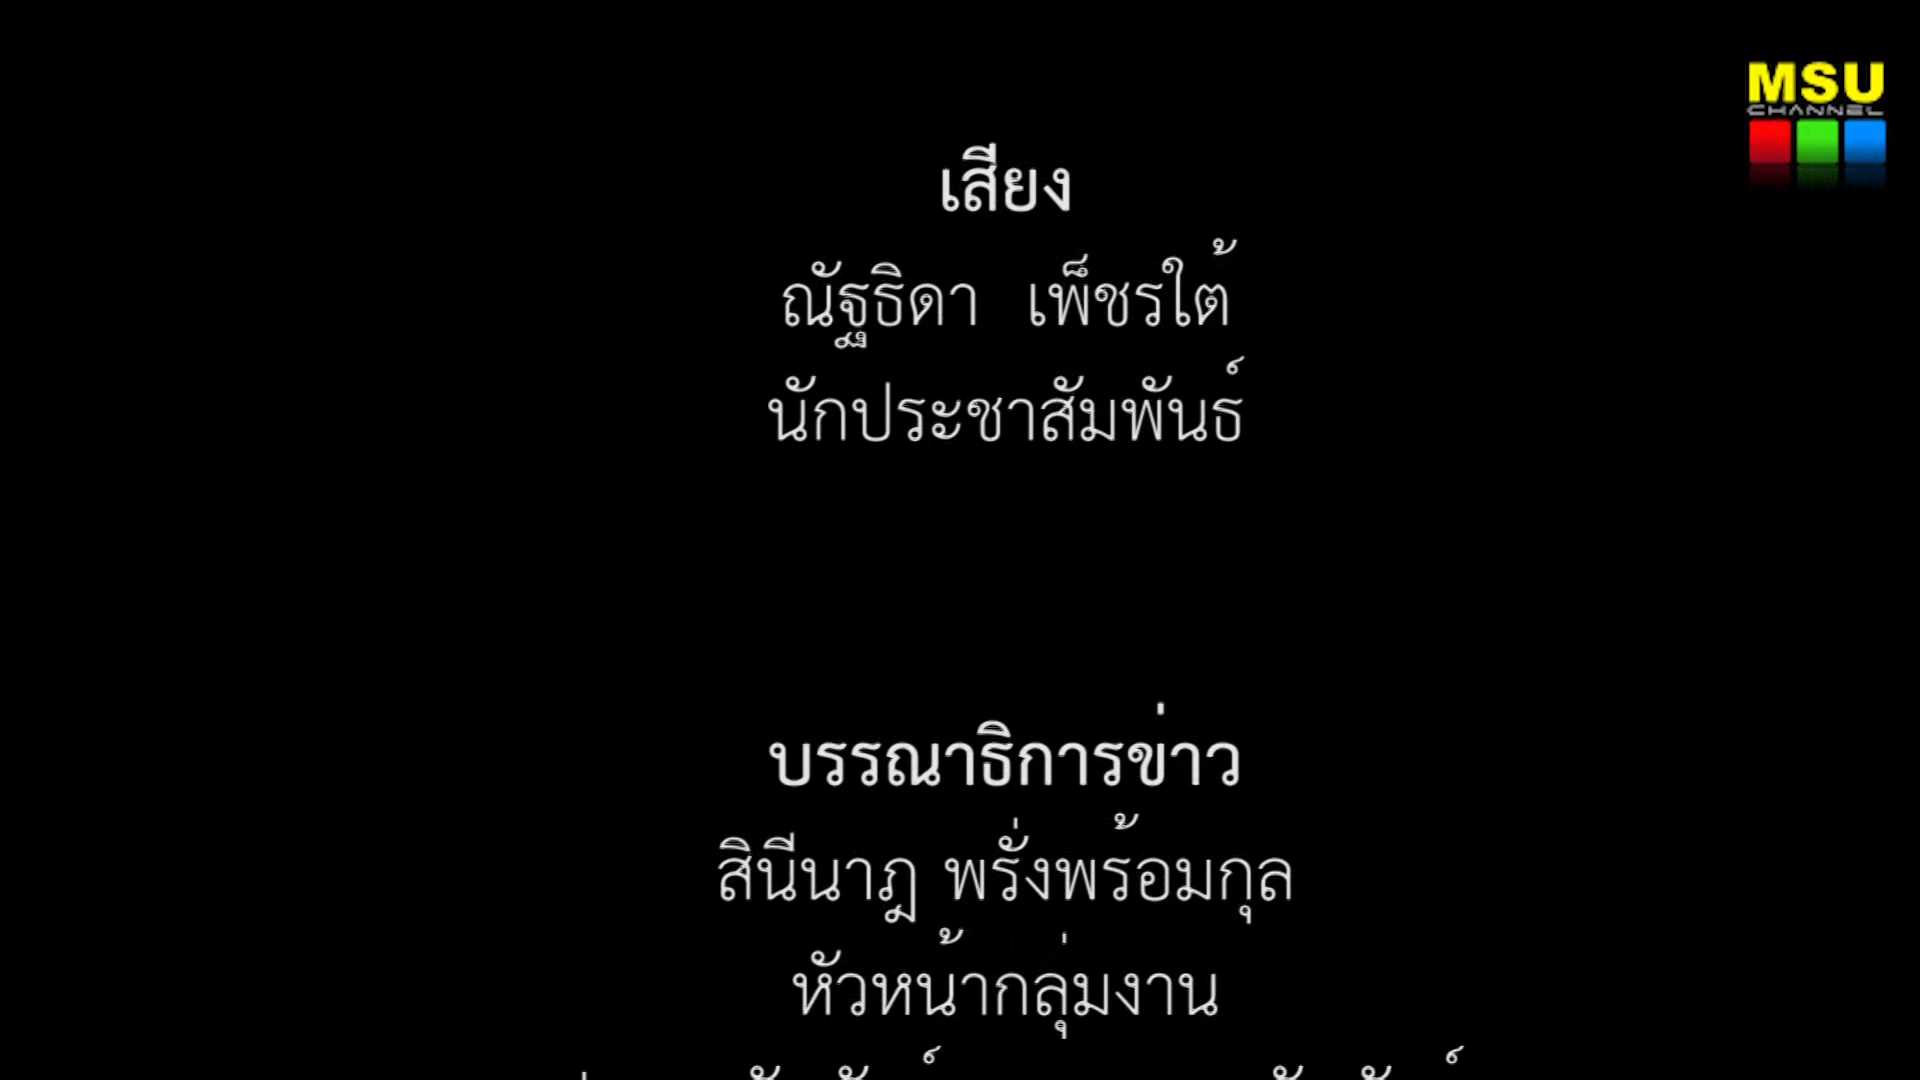 MSU
CHANNEL
เสียง
ณัฐธิดา เพ็ชรใต้
นักประชาสัมพันธ์
บรรณาธิการข่าว
สินีนาฎ พรั่งพร้อมกุล
หัวหน้ากลุ่มงาน